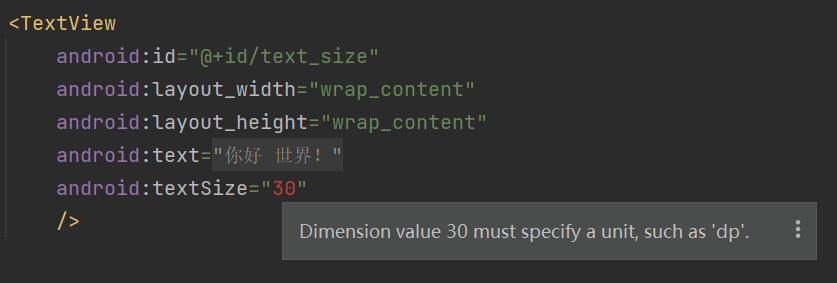 <TextView
android:id="@+id/text_size"
android:layout_width="wrap_content"
android:layout_height="wrap_content"
android:text="你好 世界！"
android:textSize="30"
/>
Dimension value 30 must specify a unit, such as 'dp'.